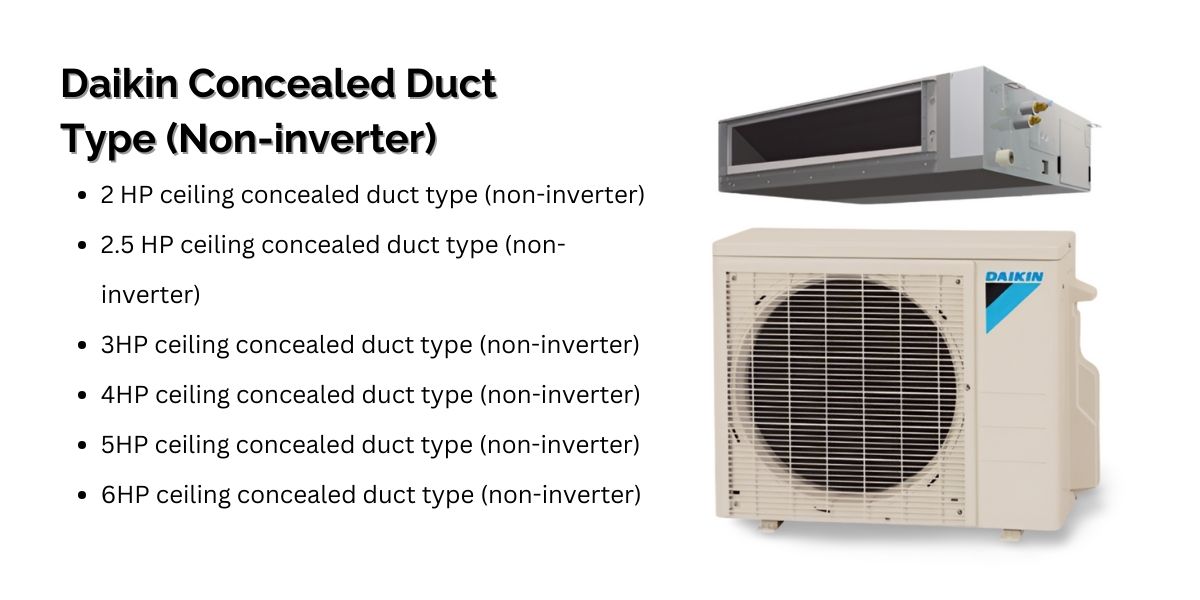 Daikin Concealed Duct
Type (Non-inverter)
• 2 HP ceiling concealed duct type (non-inverter)
• 2.5 HP ceiling concealed duct type (non-
inverter)
• 3HP ceiling concealed duct type (non-inverter)
• 4HP ceiling concealed duct type (non-inverter)
• 5HP ceiling concealed duct type (non-inverter)
• 6HP ceiling concealed duct type (non-inverter)
DAIKIN